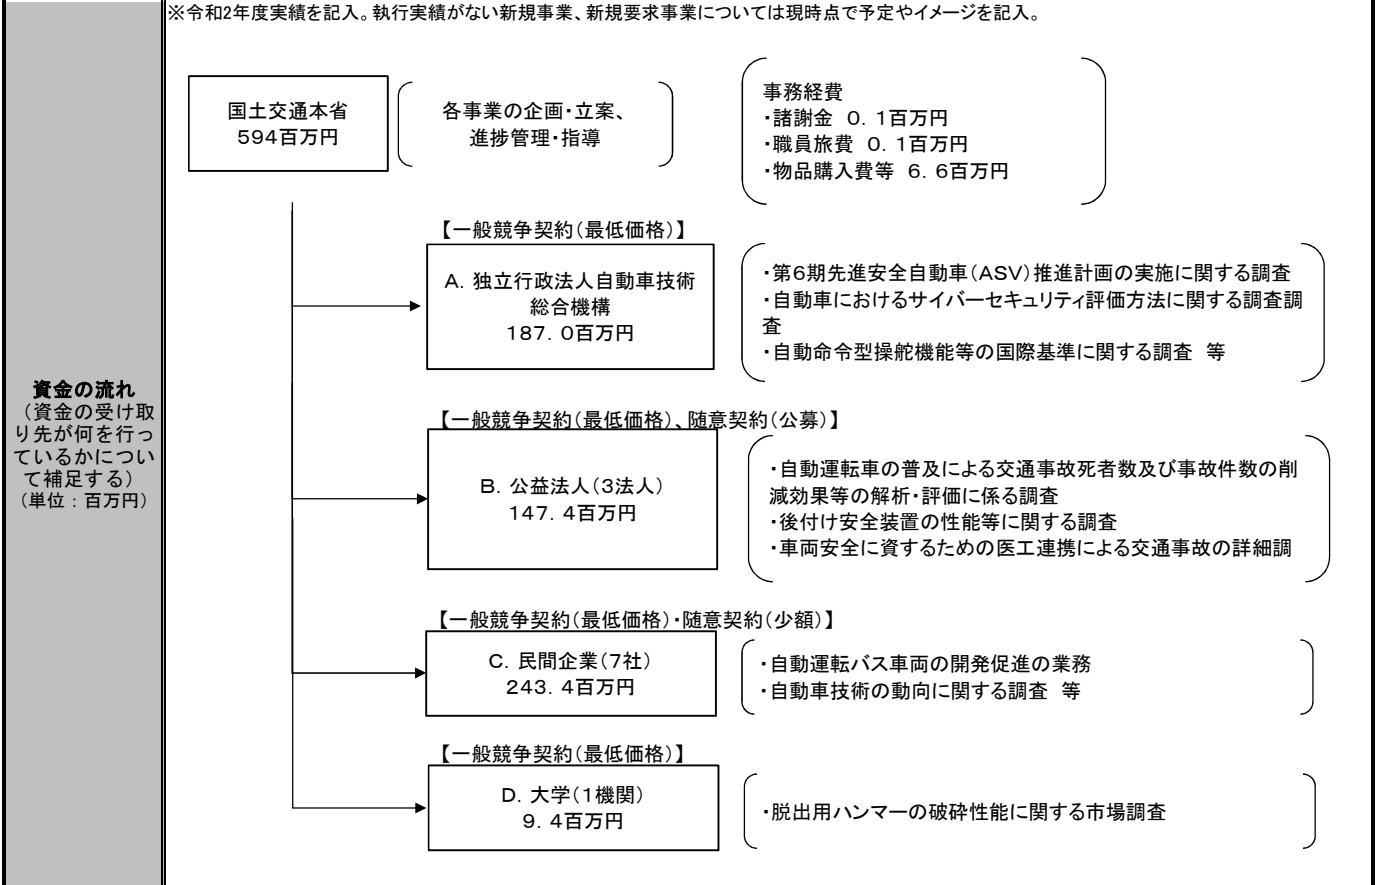 ※令和2年度実績を記入。執行実績がない新規事業、新規要求事業については現時点で予定やイメージを記入。
資金の流れ
（資金の受け取
り先が何を行っ
ているかについ
て補足する）
（単位：百万円）
国土交通本省
594百万円
各事業の企画・立案、
進捗管理・指導
事務経費
・諸謝金　0．1百万円
・職員旅費　0．1百万円
・物品購入費等　6．6百万円
【一般競争契約（最低価格）】
A．独立行政法人自動車技術
総合機構
187．0百万円
・第6期先進安全自動車（ASV）推進計画の実施に関する調査
・自動車におけるサイバーセキュリティ評価方法に関する調査調
査
・自動命令型操舵機能等の国際基準に関する調査　等
【一般競争契約（最低価格）、随意契約（公募）】
B．公益法人（3法人）
147．4百万円
・自動運転車の普及による交通事故死者数及び事故件数の削
減効果等の解析・評価に係る調査
・後付け安全装置の性能等に関する調査
・車両安全に資するための医工連携による交通事故の詳細調
【一般競争契約（最低価格）・随意契約（少額）】
C．民間企業（7社）
243．4百万円
・自動運転バス車両の開発促進の業務
・自動車技術の動向に関する調査　等
【一般競争契約（最低価格）】
D．大学（1機関）
9．4百万円
・脱出用ハンマーの破砕性能に関する市場調査